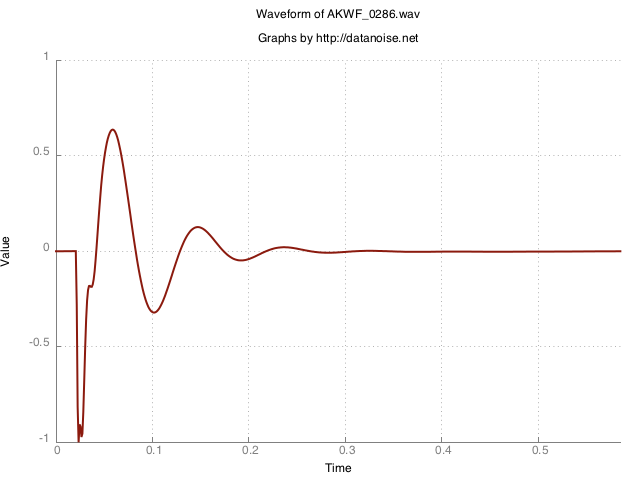 Waveform of AKWF_0286.wav
Graphs by http://datanoise.net
1
0.5
0
-0.5
-1
Value
0 0.1 0.2 0.3 0.4 0.5
Time